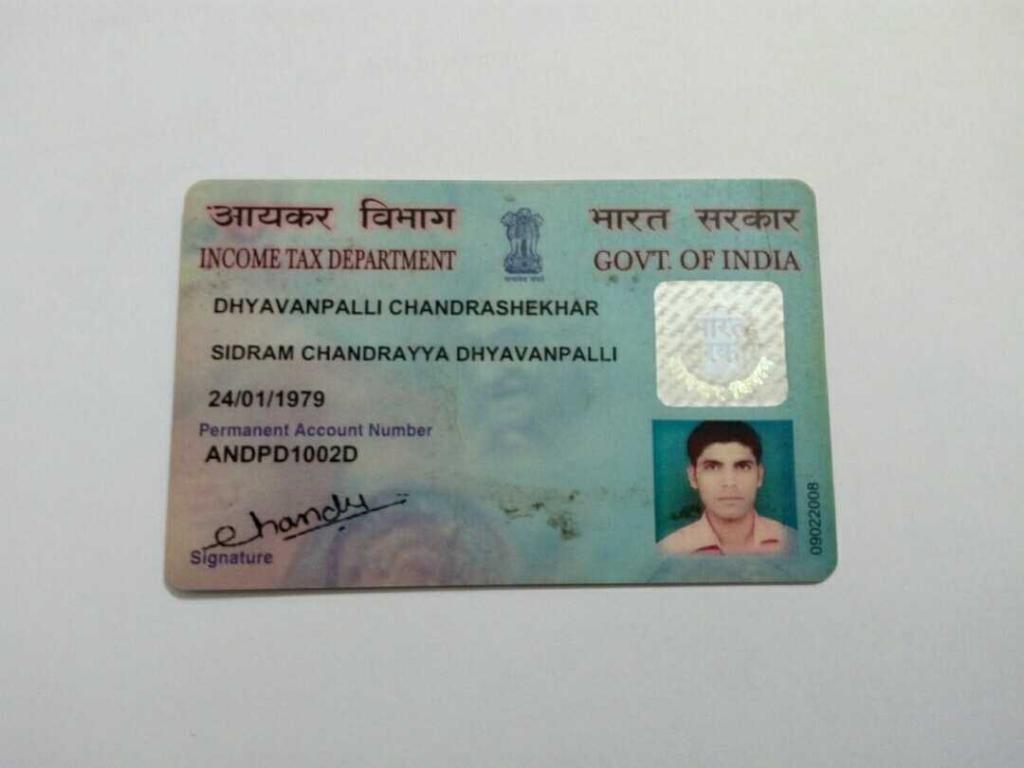 आयकर विभाग
भारत सरकार
INCOME TAX DEPARTMENT
GOVT. OF INDIA
DHYAVANPALLI CHANDRASHEKHAR
SIDRAM CHANDRAYYA DHYAVANPALLI
24/01/1979
Permanent Account Number
ANDPD1002D
Chandu
Signature
09022008